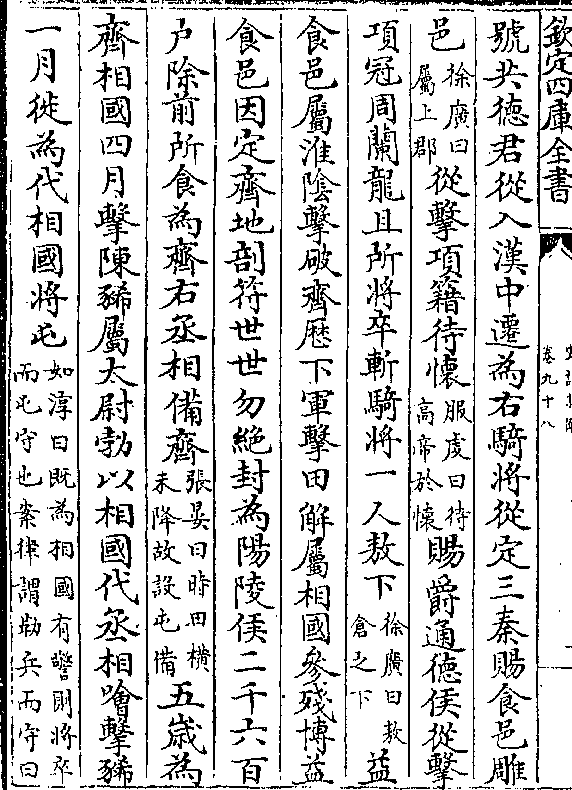 欽定四庫全書
卷九十八
號共德君從入漢中遷為右騎將從定三秦賜食邑雕
邑徐廣曰屬上郡從擊項籍待懷服虔曰待高帝於懷賜爵通德侯從擊
項冠周蘭龍且所將卒斬騎將一人敖下徐廣曰敖倉之下益
食邑屬淮陰擊破齊歴下軍擊田解屬相國參殘博益
食邑因定齊地剖符世世勿絶封為陽陵侯二千六百
户除前所食為齊右丞相備齊張晏曰時田横未降故設屯備五歲為
齊相國四月擊陳豨屬太尉勃以相國代丞相噲擊豨
一月徙為代相國將屯如淳曰既為相國有警則將卒而屯守也案律謂勒兵而守曰